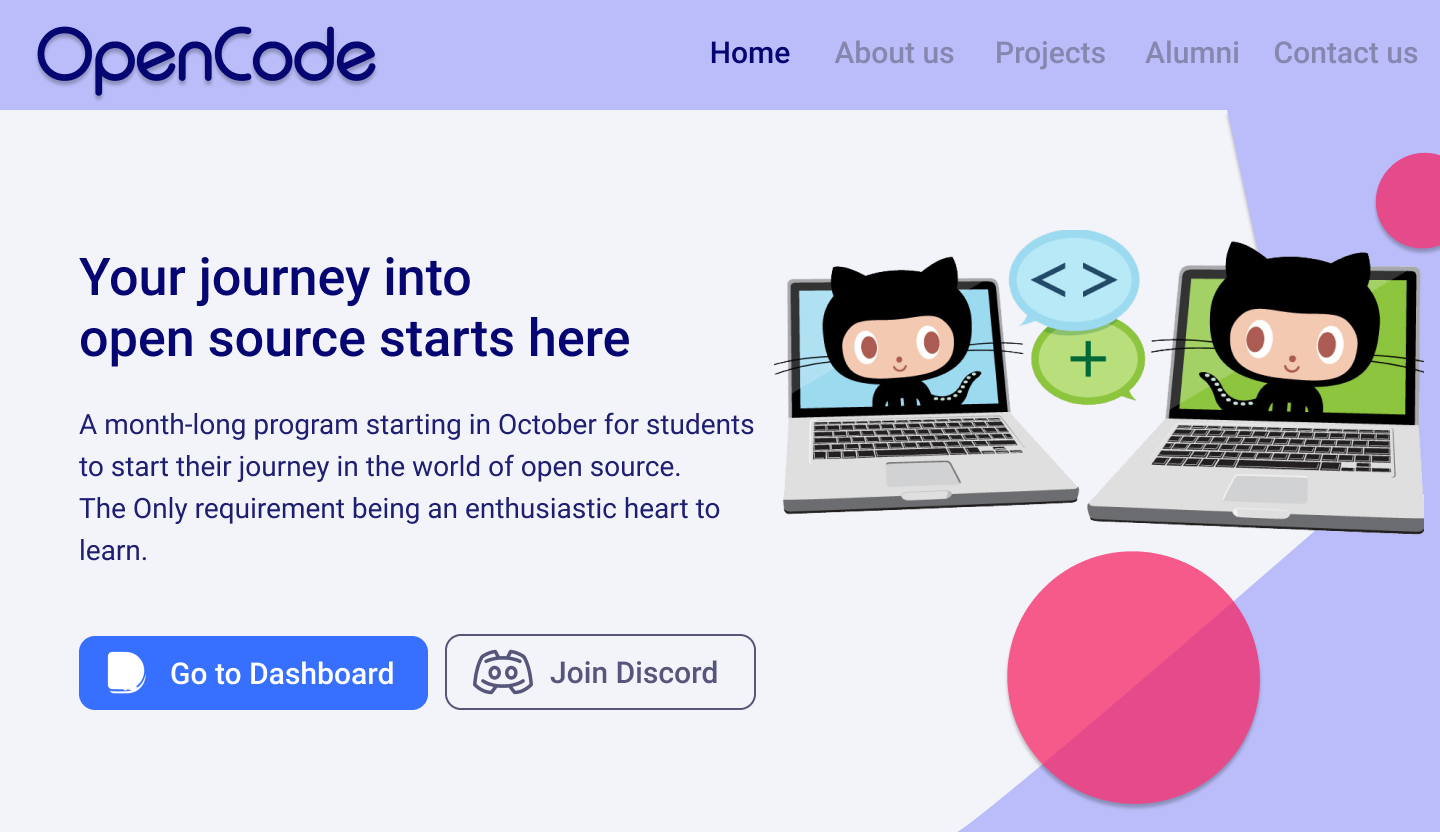 OpenCode
Home About us Projects Alumni Contact us
Your journey into
open source starts here
A month-long program starting in October for students
to start their journey in the world of open source.
The Only requirement being an enthusiastic heart to
learn.
Go to Dashboard
Join Discord
< >
+